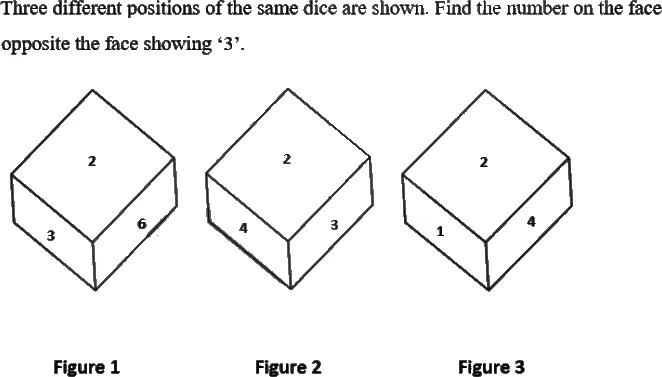 Three different positions of the same dice are shown. Find the number on the face
opposite the face showing ‘3’.
2 2 2
3 6 4 3 1 4
Figure 1 Figure 2 Figure 3